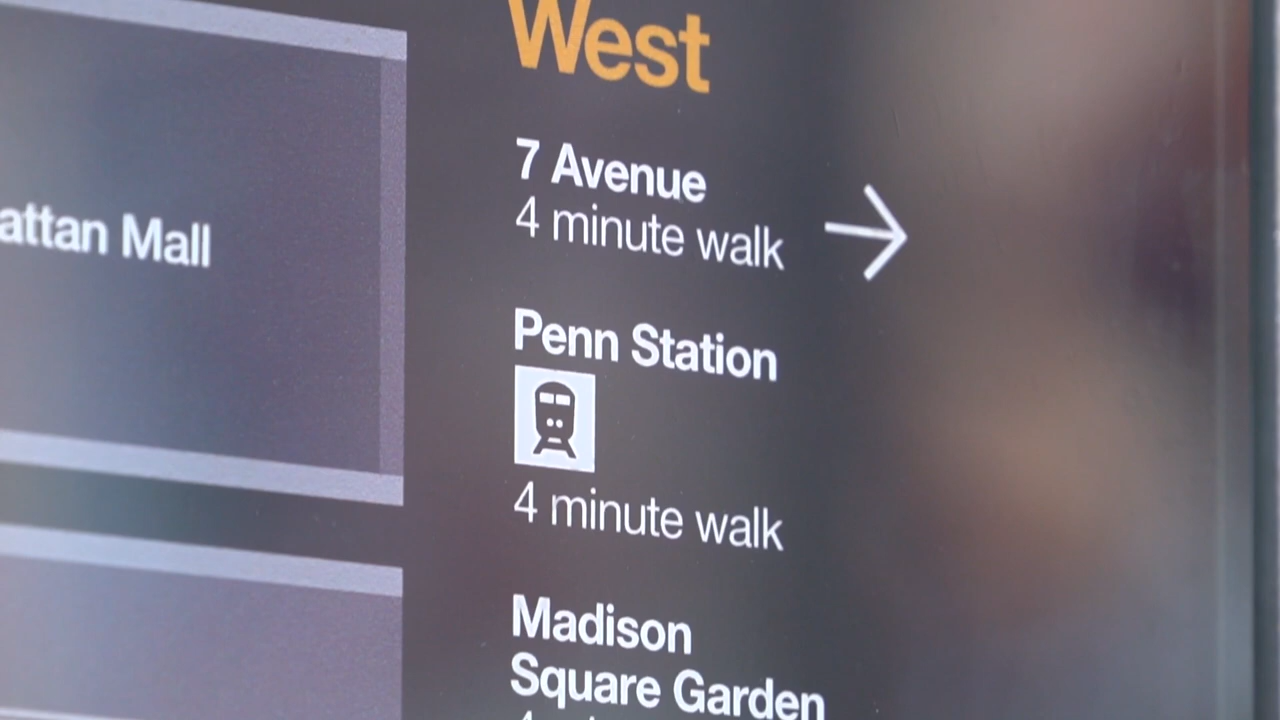 West
7 Avenue
4 minute walk
attan Mall
Penn Station
4 minute walk
Madison
Square Garden